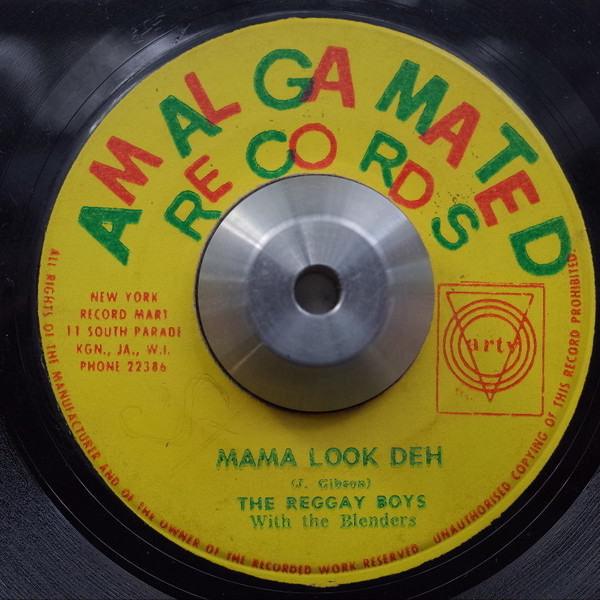 AMALGAMATED
RECORDS
NEW YORK
RECORD MART
11 SOUTH PARADE
KGN., JA., W.I.
PHONE 22386
arty
MAMA LOOK DEH
(J. Gibson)
THE REGGAY BOYS
With the Blenders
ALL RIGHTS OF THE MANUFACTURER AND OF THE OWNER OF THE RECORDED WORK RESERVED UNAUTHORISED COPYING OF THIS RECORD PROHIBITED.